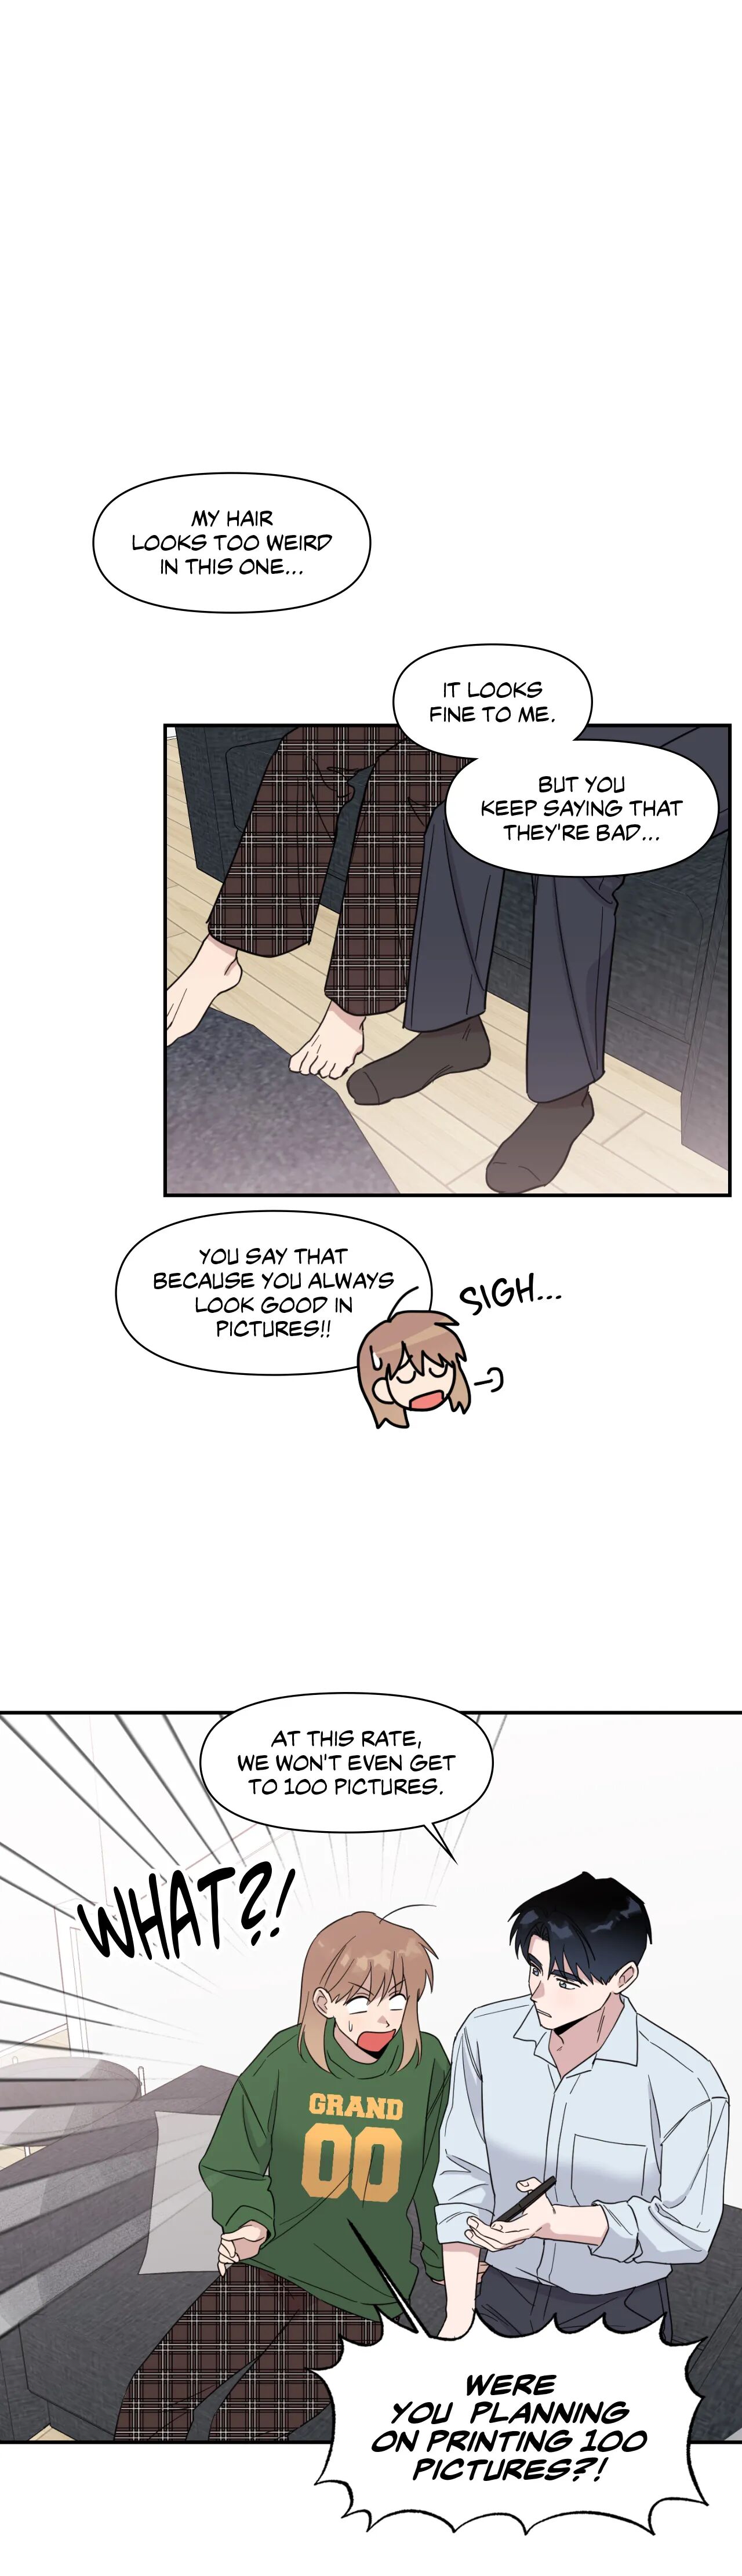 MY HAIR
LOOKS TOO WEIRD
IN THIS ONE...
IT LOOKS
FINE TO ME.
BUT YOU
KEEP SAYING THAT
THEY'RE BAD...
YOU SAY THAT
BECAUSE YOU ALWAYS
LOOK GOOD IN
PICTURES!!
SIGH...
AT THIS RATE,
WE WON'T EVEN GET
TO 100 PICTURES.
WHAT?!
GRAND
00
WERE
YOU PLANNING
ON PRINTING 100
PICTURES?!